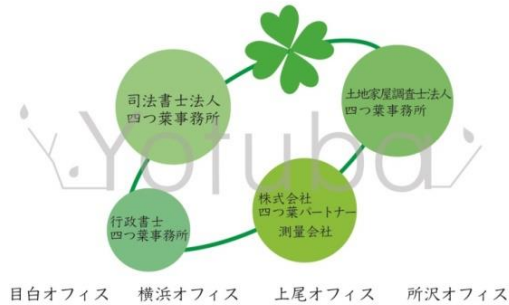 司法書士法人
四つ葉事務所
土地家屋調査士法人
四つ葉事務所
Yotuba
行政書士
四つ葉事務所
株式会社
四つ葉パートナー
測量会社
目白オフィス 横浜オフィス 上尾オフィス 所沢オフィス